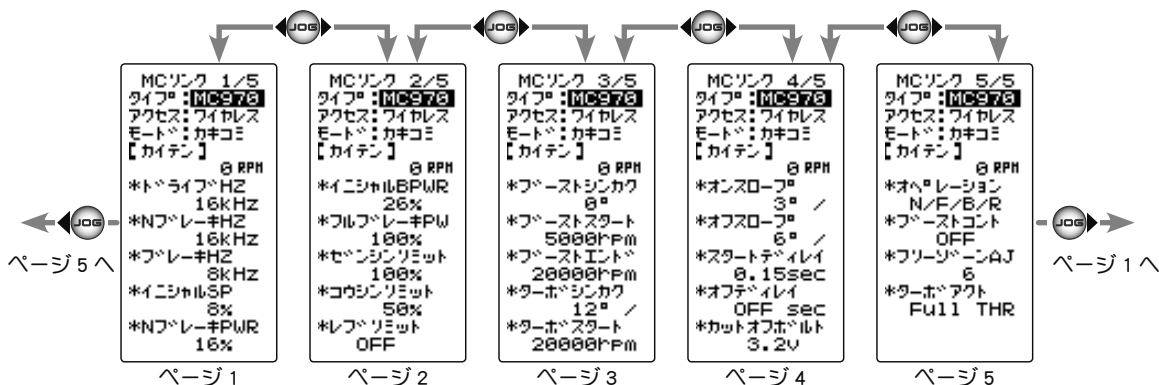 JOG
JOG
JOG
JOG
MCリンク 1/5
タイプ:MC970
アクセス:ワイヤレス
モード:カキコミ
【カイテン】
0 RPM
*ドライブHZ
16kHz
*NブレーキHZ
16kHz
*ブレーキHZ
8kHz
*イニシャルSP
8%
*NブレーキPWR
16%
ページ 1
MCリンク 2/5
タイプ:MC970
アクセス:ワイヤレス
モード:カキコミ
【カイテン】
0 RPM
*イニシャルBPWR
26%
*フルブレーキPW
100%
*ゼンシンリミット
100%
*コウシンリミット
50%
*レブリミット
OFF
ページ 2
MCリンク 3/5
タイプ:MC970
アクセス:ワイヤレス
モード:カキコミ
【カイテン】
0 RPM
*ブーストシンカク
0°
*ブーストスタート
5000rpm
*ブーストエンド
20000rpm
*ターボシンカク
12° /
*ターボスタート
20000rpm
ページ 3
MCリンク 4/5
タイプ:MC970
アクセス:ワイヤレス
モード:カキコミ
【カイテン】
0 RPM
*オンスロープ
3° /
*オフスロープ
6° /
*スタートディレイ
0.15sec
*オフディレイ
OFF sec
*カットオフボルト
3.2v
ページ 4
MCリンク 5/5
タイプ:MC970
アクセス:ワイヤレス
モード:カキコミ
【カイテン】
0 RPM
*オペレーション
N/F/B/R
*ブーストコント
OFF
*フリーゾーンAJ
6
*ターボアクト
Full THR
ページ 5
JOG
ページ 5 へ
JOG
ページ 1 へ